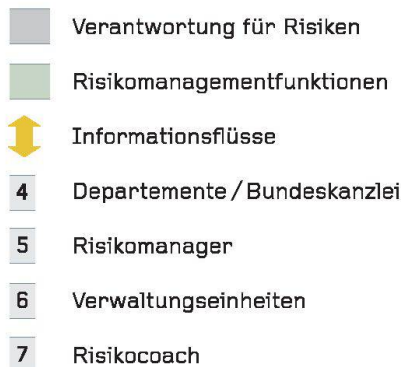 Verantwortung für Risiken
Risikomanagementfunktionen
Informationsflüsse
4 Departemente / Bundeskanzlei
5 Risikomanager
6 Verwaltungseinheiten
7 Risikocoach